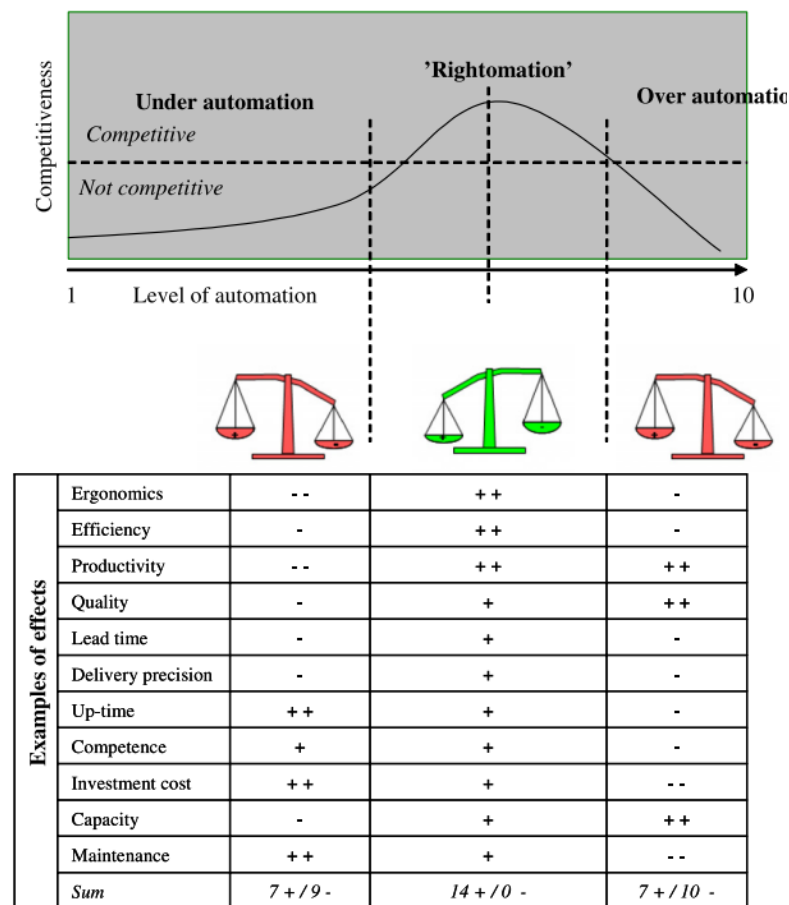 ’Rightomation’
Under automation
Over automatio
Competitiveness
Competitive
Not competitive
1 Level of automation 10
+ - + - + -
Examples of effects
Ergonomics - - + + -
Efficiency - + + -
Productivity - - + + + +
Quality - + + +
Lead time - + -
Delivery precision - + -
Up-time + + + -
Competence + + -
Investment cost + + + - -
Capacity - + + +
Maintenance + + + - -
Sum 7 + / 9 - 14 + / 0 - 7 + / 10 -